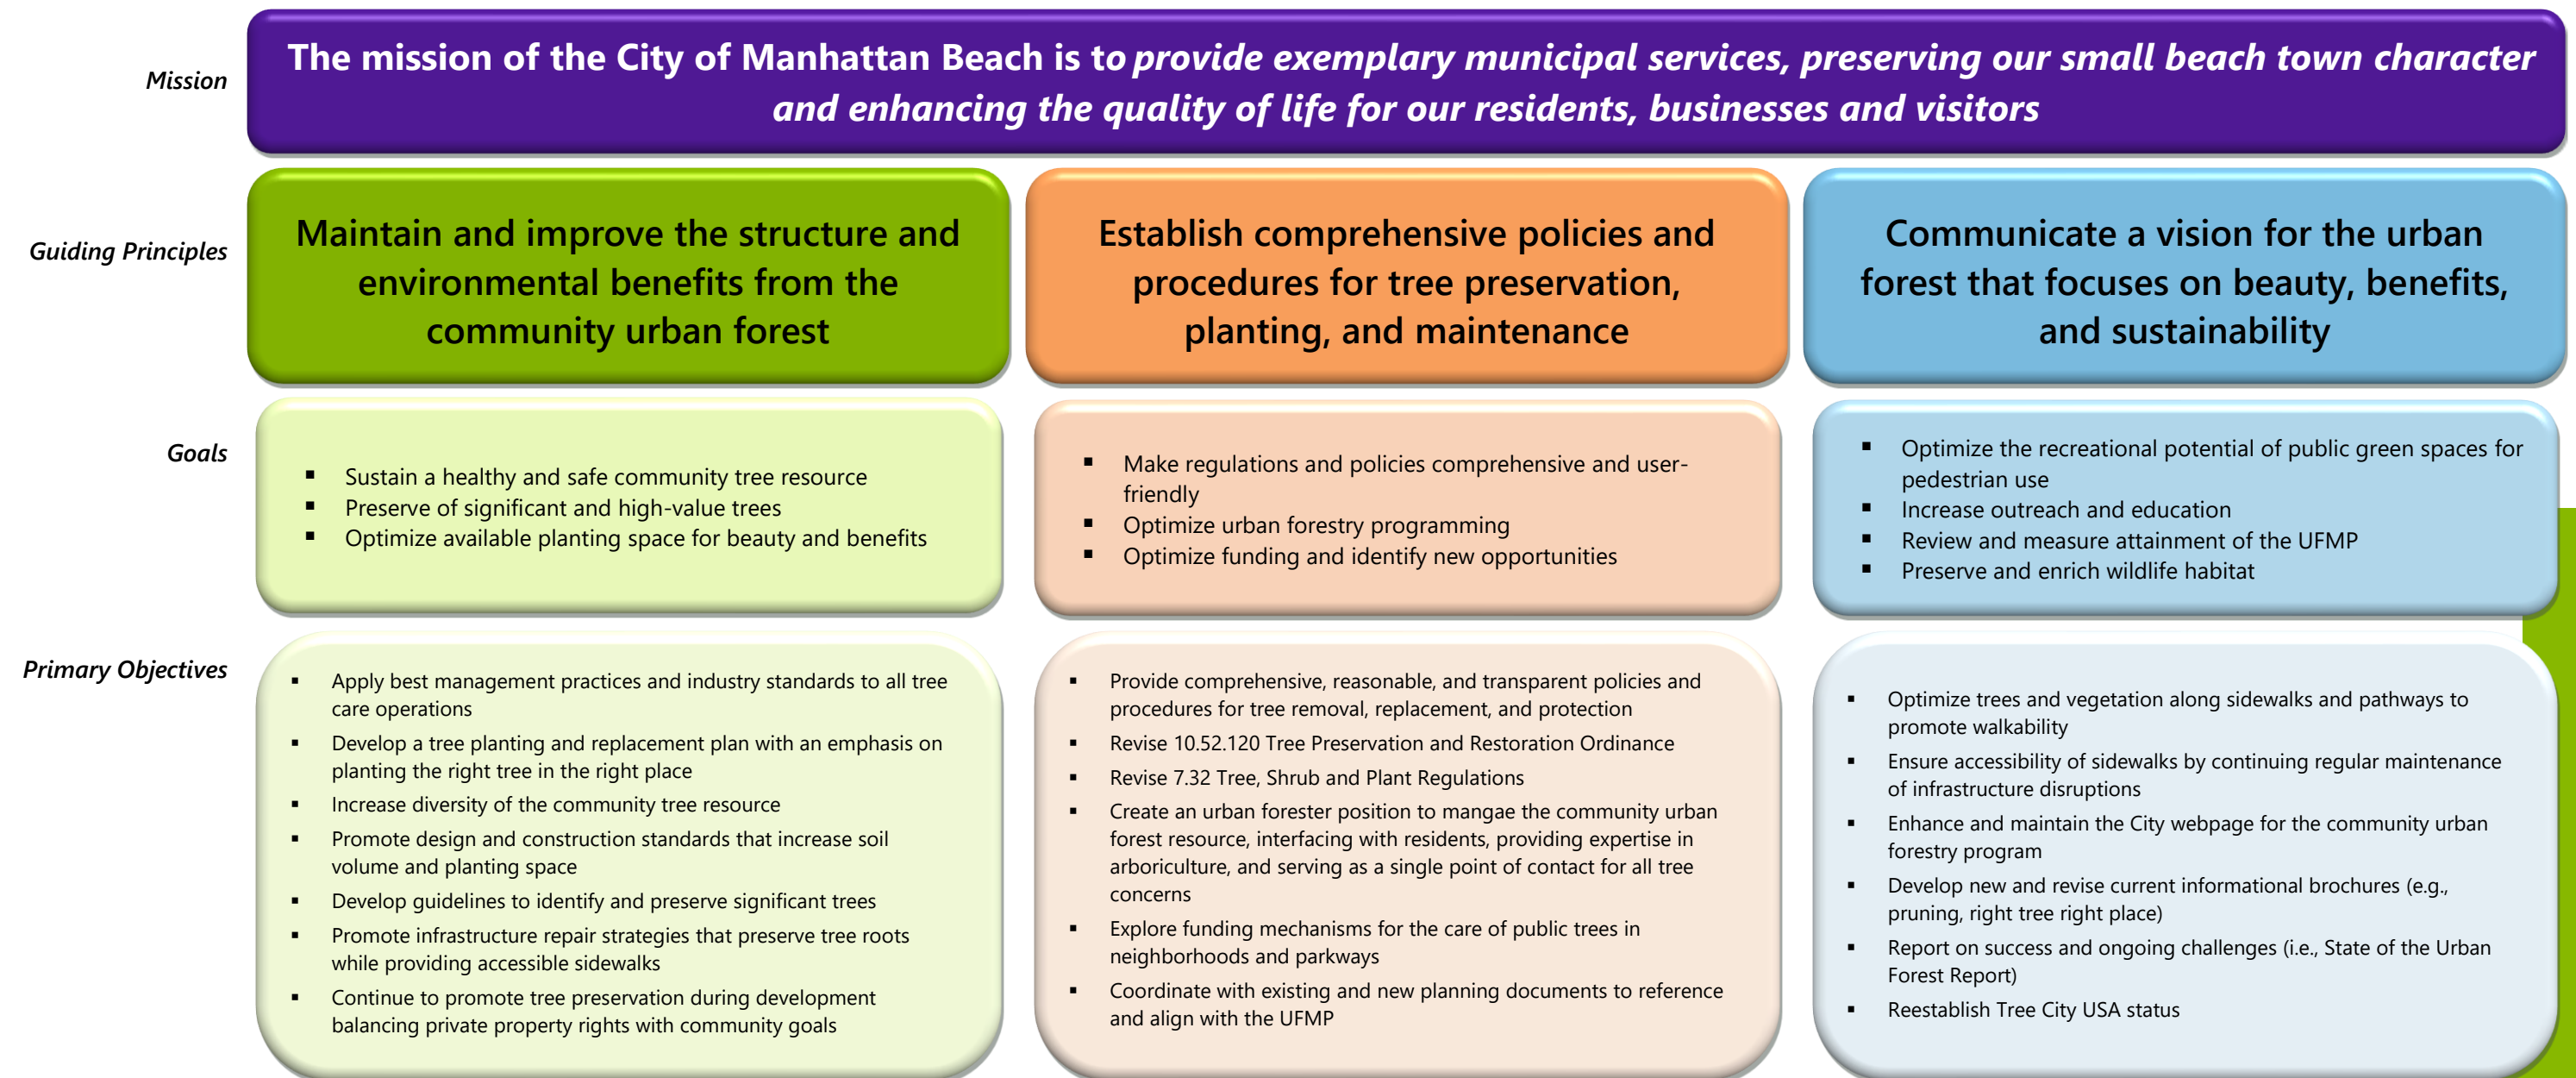 Mission
The mission of the City of Manhattan Beach is to provide exemplary municipal services, preserving our small beach town character
and enhancing the quality of life for our residents, businesses and visitors
Guiding Principles
Maintain and improve the structure and
environmental benefits from the
community urban forest
Establish comprehensive policies and
procedures for tree preservation,
planting, and maintenance
Communicate a vision for the urban
forest that focuses on beauty, benefits,
and sustainability
Goals
▪ Sustain a healthy and safe community tree resource
▪ Preserve of significant and high-value trees
▪ Optimize available planting space for beauty and benefits
▪ Make regulations and policies comprehensive and user-
friendly
▪ Optimize urban forestry programming
▪ Optimize funding and identify new opportunities
▪ Optimize the recreational potential of public green spaces for
pedestrian use
▪ Increase outreach and education
▪ Review and measure attainment of the UFMP
▪ Preserve and enrich wildlife habitat
Primary Objectives
▪ Apply best management practices and industry standards to all tree
care operations
▪ Develop a tree planting and replacement plan with an emphasis on
planting the right tree in the right place
▪ Increase diversity of the community tree resource
▪ Promote design and construction standards that increase soil
volume and planting space
▪ Develop guidelines to identify and preserve significant trees
▪ Promote infrastructure repair strategies that preserve tree roots
while providing accessible sidewalks
▪ Continue to promote tree preservation during development
balancing private property rights with community goals
▪ Provide comprehensive, reasonable, and transparent policies and
procedures for tree removal, replacement, and protection
▪ Revise 10.52.120 Tree Preservation and Restoration Ordinance
▪ Revise 7.32 Tree, Shrub and Plant Regulations
▪ Create an urban forester position to mangae the community urban
forest resource, interfacing with residents, providing expertise in
arboriculture, and serving as a single point of contact for all tree
concerns
▪ Explore funding mechanisms for the care of public trees in
neighborhoods and parkways
▪ Coordinate with existing and new planning documents to reference
and align with the UFMP
▪ Optimize trees and vegetation along sidewalks and pathways to
promote walkability
▪ Ensure accessibility of sidewalks by continuing regular maintenance
of infrastructure disruptions
▪ Enhance and maintain the City webpage for the community urban
forestry program
▪ Develop new and revise current informational brochures (e.g.,
pruning, right tree right place)
▪ Report on success and ongoing challenges (i.e., State of the Urban
Forest Report)
▪ Reestablish Tree City USA status